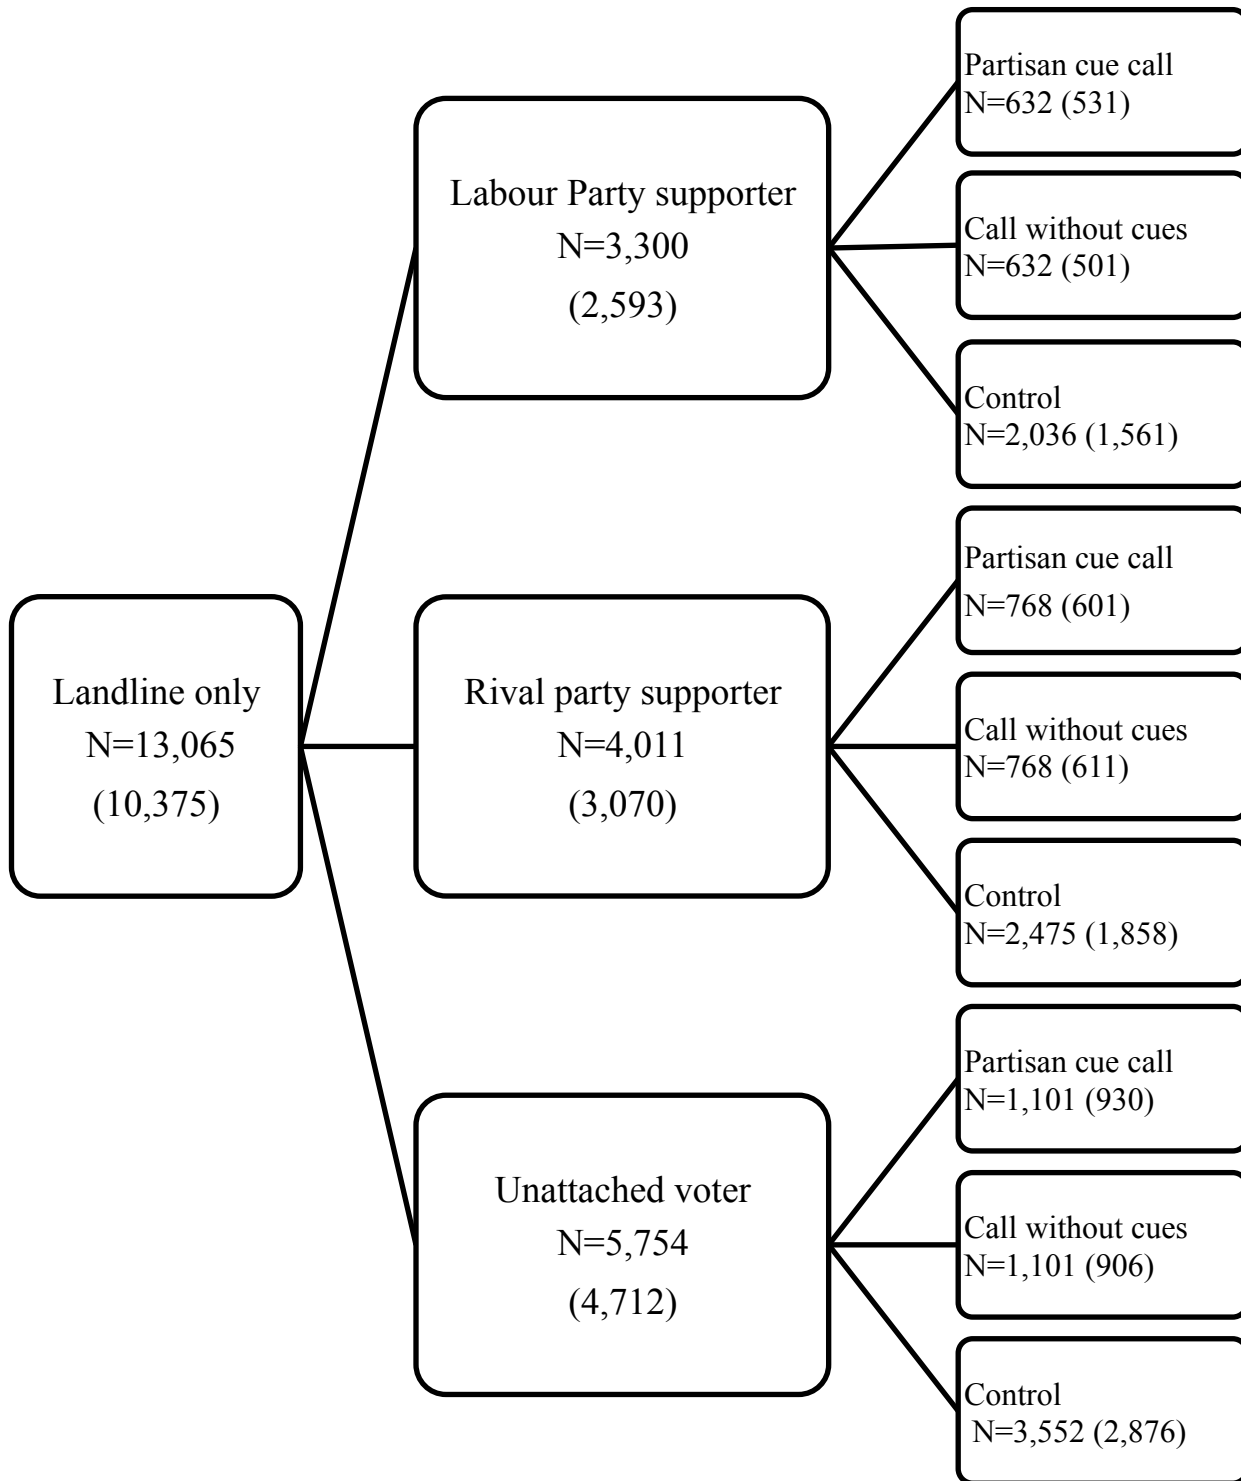 Landline only
N=13,065
(10,375)
Labour Party supporter
N=3,300
(2,593)
Partisan cue call
N=632 (531)
Call without cues
N=632 (501)
Control
N=2,036 (1,561)
Rival party supporter
N=4,011
(3,070)
Partisan cue call
N=768 (601)
Call without cues
N=768 (611)
Control
N=2,475 (1,858)
Unattached voter
N=5,754
(4,712)
Partisan cue call
N=1,101 (930)
Call without cues
N=1,101 (906)
Control
N=3,552 (2,876)